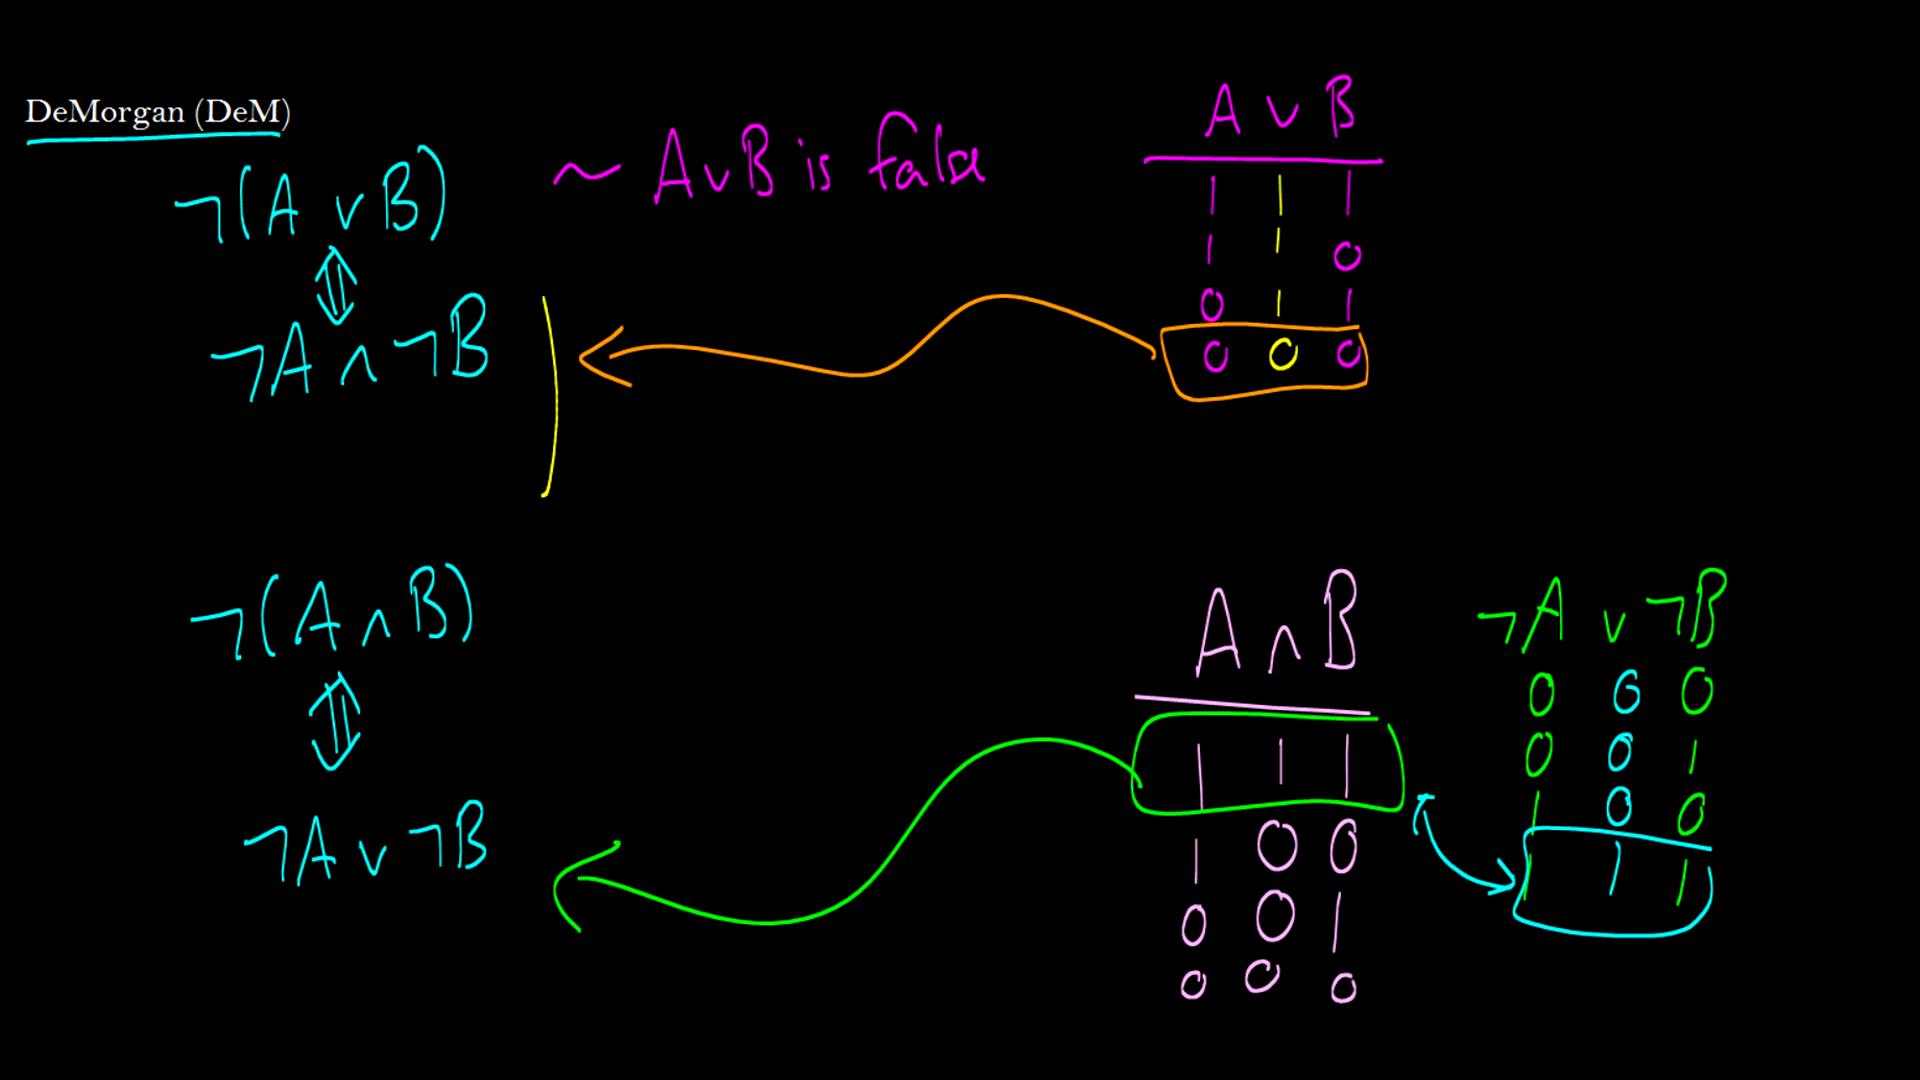 DeMorgan (DeM)
¬(A ∨ B)
~ A∨B is false
⇕
¬A ∧ ¬B
A ∨ B
1 1 1
1 1 0
0 1 1
0 0 0
¬(A ∧ B)
⇕
¬A ∨ ¬B
A ∧ B
1 1 1
1 0 0
0 0 1
0 0 0
¬A ∨ ¬B
0 0 0
0 0 1
1 0 0
1 1 1